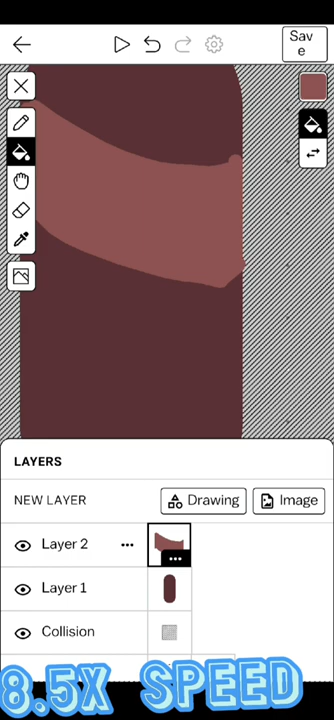 Sav
e
LAYERS
NEW LAYER Drawing Image
Layer 2
Layer 1
Collision
8.5X SPEED